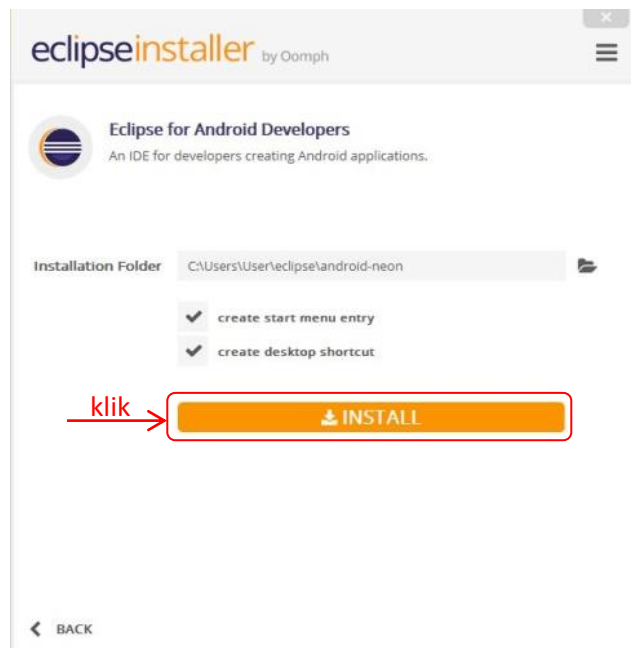 eclipseinstaller by Oomph
Eclipse for Android Developers
An IDE for developers creating Android applications.
Installation Folder C:\Users\User\eclipse\android-neon
create start menu entry
create desktop shortcut
klik
INSTALL
BACK